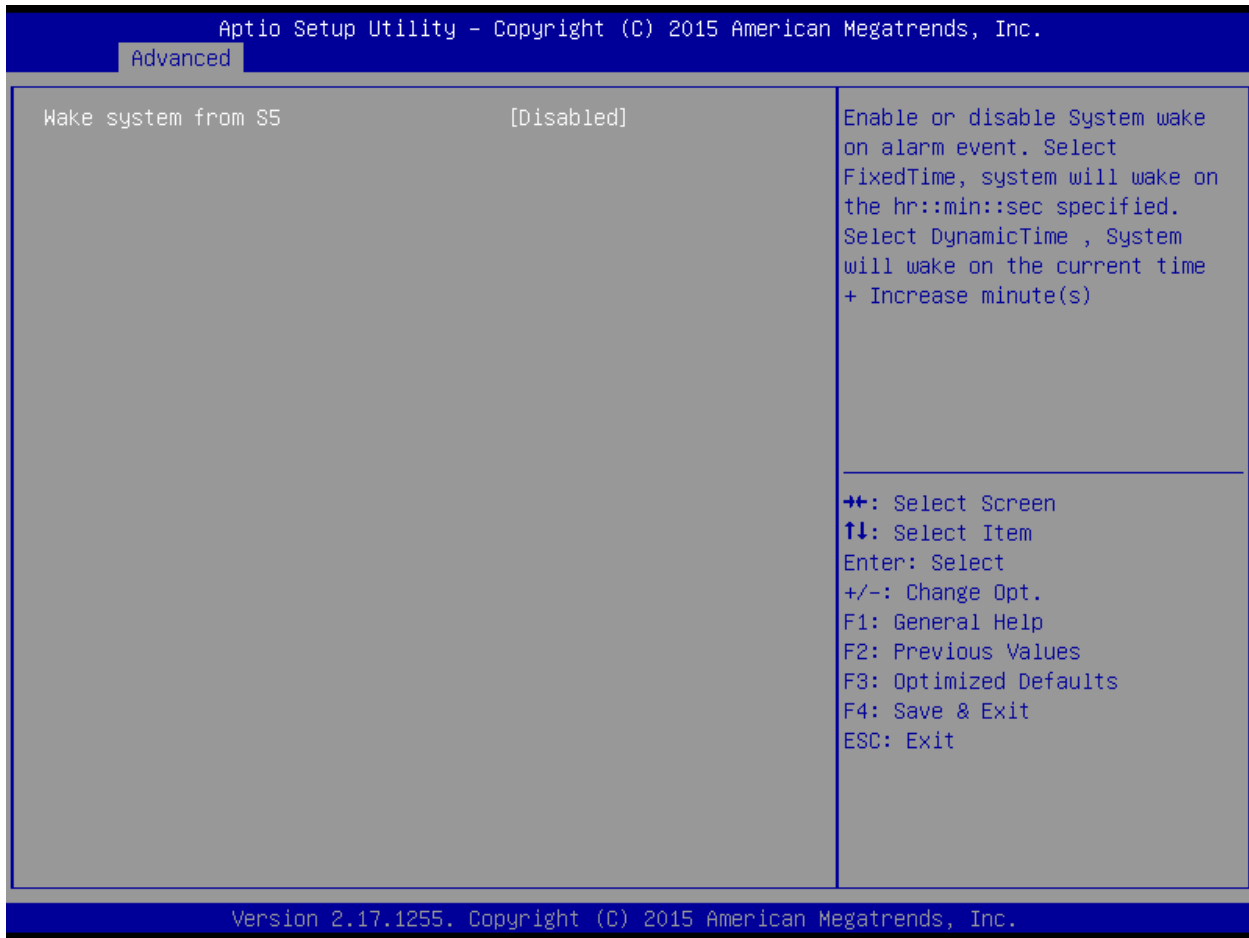 Aptio Setup Utility – Copyright (C) 2015 American Megatrends, Inc.
Advanced
Wake system from S5 [Disabled]
Enable or disable System wake
on alarm event. Select
FixedTime, system will wake on
the hr::min::sec specified.
Select DynamicTime , System
will wake on the current time
+ Increase minute(s)
→←: Select Screen
↑↓: Select Item
Enter: Select
+/-: Change Opt.
F1: General Help
F2: Previous Values
F3: Optimized Defaults
F4: Save & Exit
ESC: Exit
Version 2.17.1255. Copyright (C) 2015 American Megatrends, Inc.